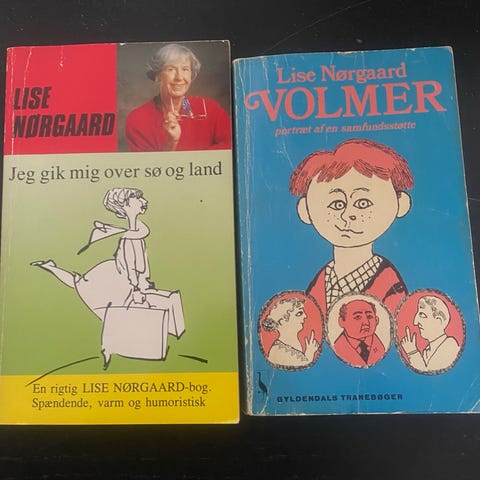 LISE
NØRGAARD
Jeg gik mig over sø og land
En rigtig LISE NØRGAARD-bog.
Spændende, varm og humoristisk
Lise Nørgaard
VOLMER
portræt af en samfundsstøtte
GYLDENDALS TRANEBØGER